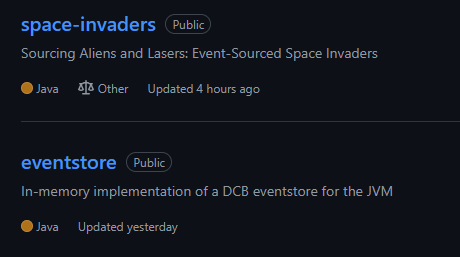 space-invaders Public
Sourcing Aliens and Lasers: Event-Sourced Space Invaders
Java Other Updated 4 hours ago
eventstore Public
In-memory implementation of a DCB eventstore for the JVM
Java Updated yesterday